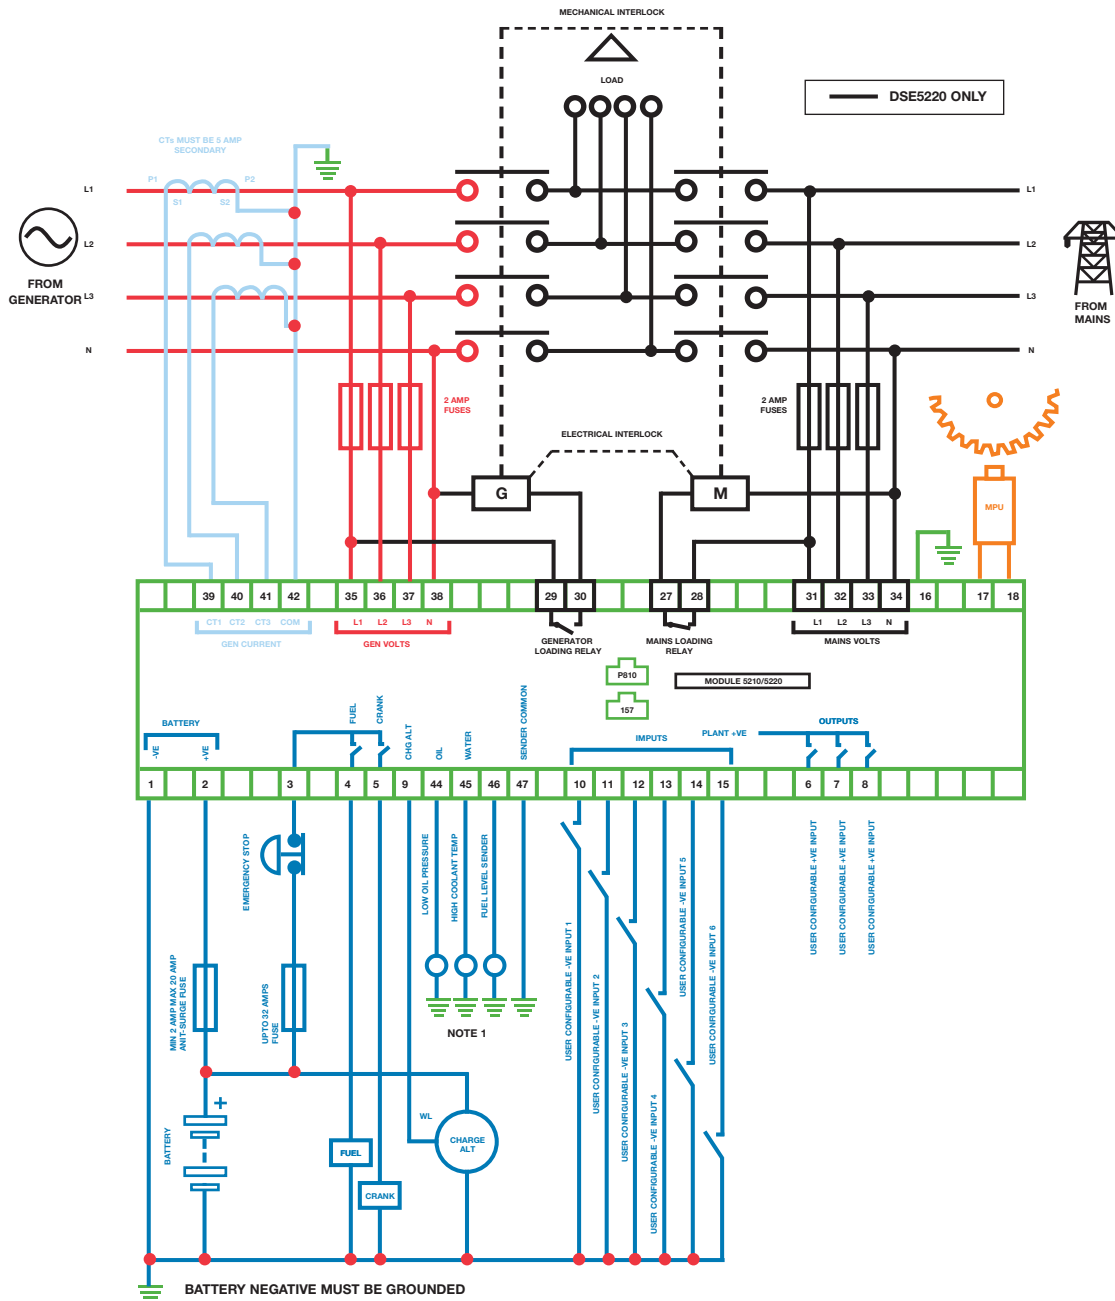 MECHANICAL INTERLOCK
LOAD
DSE5220 ONLY
CTs MUST BE 5 AMP
SECONDARY
P1
P2
S1
S2
L1
L2
L3
N
FROM
GENERATOR
L1
L2
L3
N
FROM
MAINS
2 AMP
FUSES
2 AMP
FUSES
ELECTRICAL INTERLOCK
G
M
MPU
39 40 41 42 35 36 37 38 29 30 27 28 31 32 33 34 16 17 18
CT1 CT2 CT3 COM
GEN CURRENT
L1 L2 L3 N
GEN VOLTS
GENERATOR
LOADING RELAY
MAINS LOADING
RELAY
L1 L2 L3 N
MAINS VOLTS
P810
157
MODULE 5210/5220
BATTERY
-VE
+VE
FUEL
CRANK
CHG ALT
OIL
WATER
SENDER COMMON
IMPUTS
PLANT +VE
OUTPUTS
1 2 3 4 5 9 44 45 46 47 10 11 12 13 14 15 6 7 8
EMERGENCY STOP
LOW OIL PRESSURE
HIGH COOLANT TEMP
FUEL LEVEL SENDER
USER CONFIGURABLE -VE INPUT 1
USER CONFIGURABLE -VE INPUT 2
USER CONFIGURABLE -VE INPUT 3
USER CONFIGURABLE -VE INPUT 4
USER CONFIGURABLE -VE INPUT 5
USER CONFIGURABLE -VE INPUT 6
USER CONFIGURABLE +VE INPUT
USER CONFIGURABLE +VE INPUT
USER CONFIGURABLE +VE INPUT
MIN 2 AMP MAX 20 AMP
ANIT-SURGE FUSE
UPTO 32 AMPS
FUSE
NOTE 1
BATTERY
+
WL
CHARGE
ALT
FUEL
CRANK
BATTERY NEGATIVE MUST BE GROUNDED